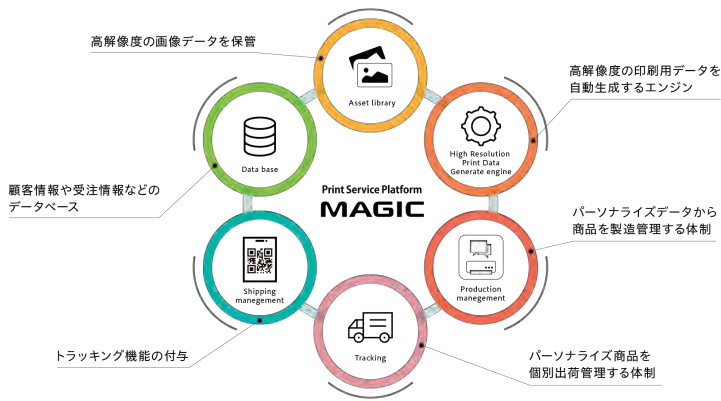 高解像度の画像データを保管
Asset library
高解像度の印刷用データを
自動生成するエンジン
High Resolution
Print Data
Generate engine
Data base
顧客情報や受注情報などの
データベース
Print Service Platform
MAGIC
パーソナライズデータから
商品を製造管理する体制
Production
manegement
Shipping
manegement
トラッキング機能の付与
Tracking
パーソナライズ商品を
個別出荷管理する体制